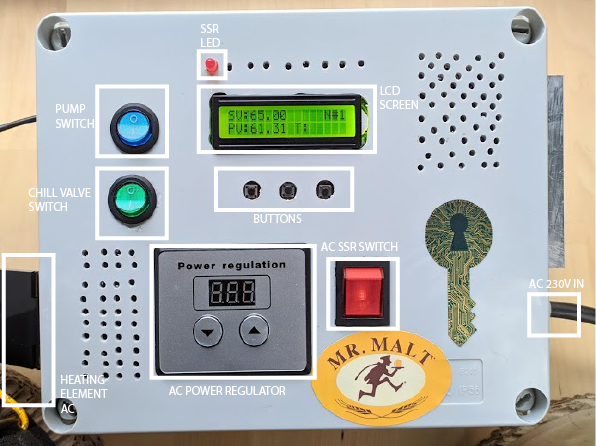 SSR
LED
PUMP
SWITCH
SV:65.00 N#1
PV:61.31 T:
LCD
SCREEN
CHILL VALVE
SWITCH
BUTTONS
AC SSR SWITCH
Power regulation
AC 230V IN
MR. MALT
HEATING
ELEMENT
AC
AC POWER REGULATOR